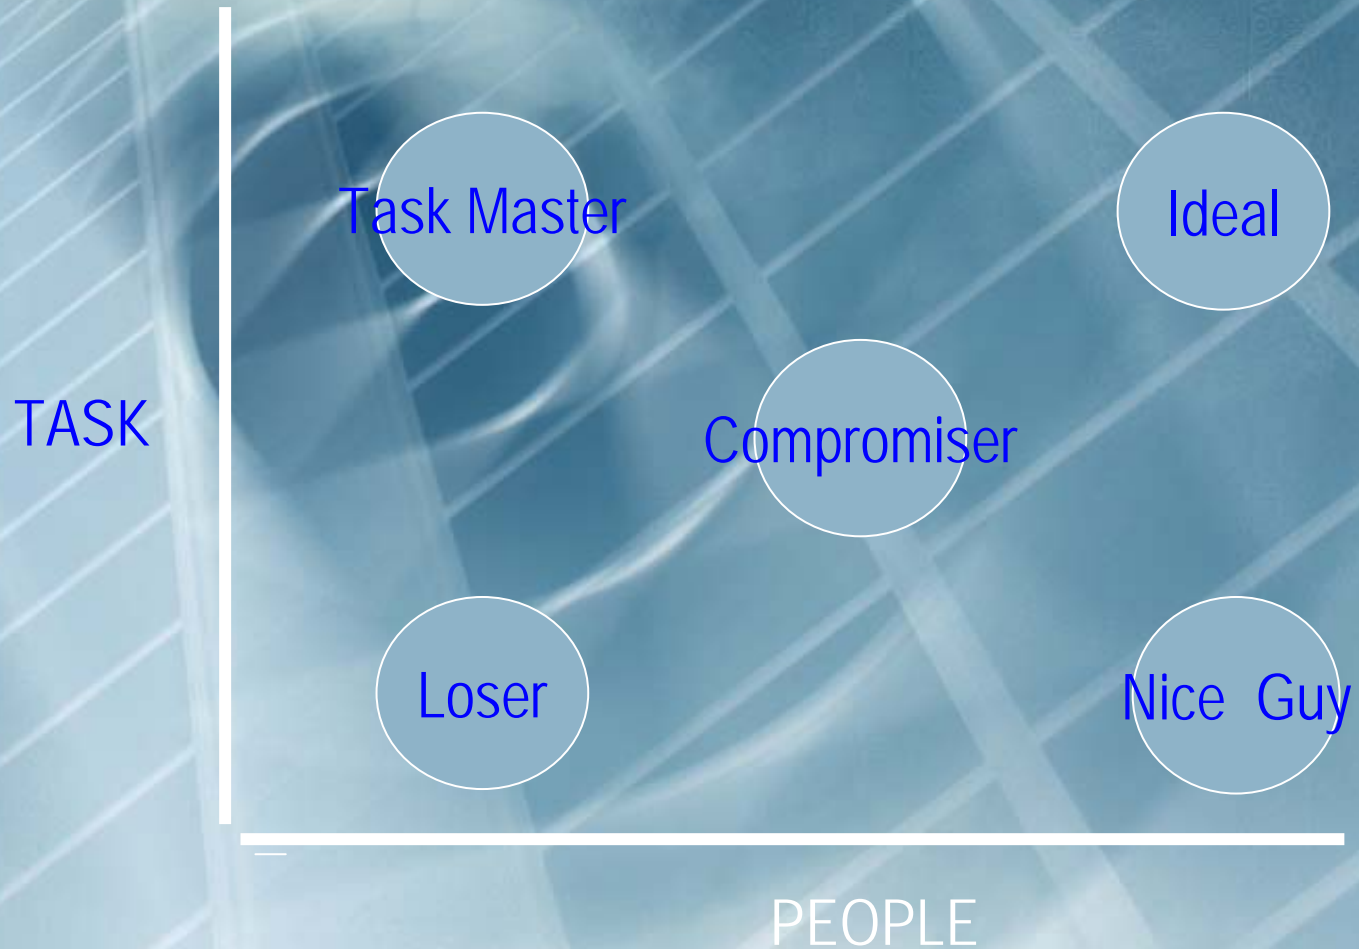 Task Master
Ideal
TASK
Compromiser
Loser
Nice Guy
PEOPLE